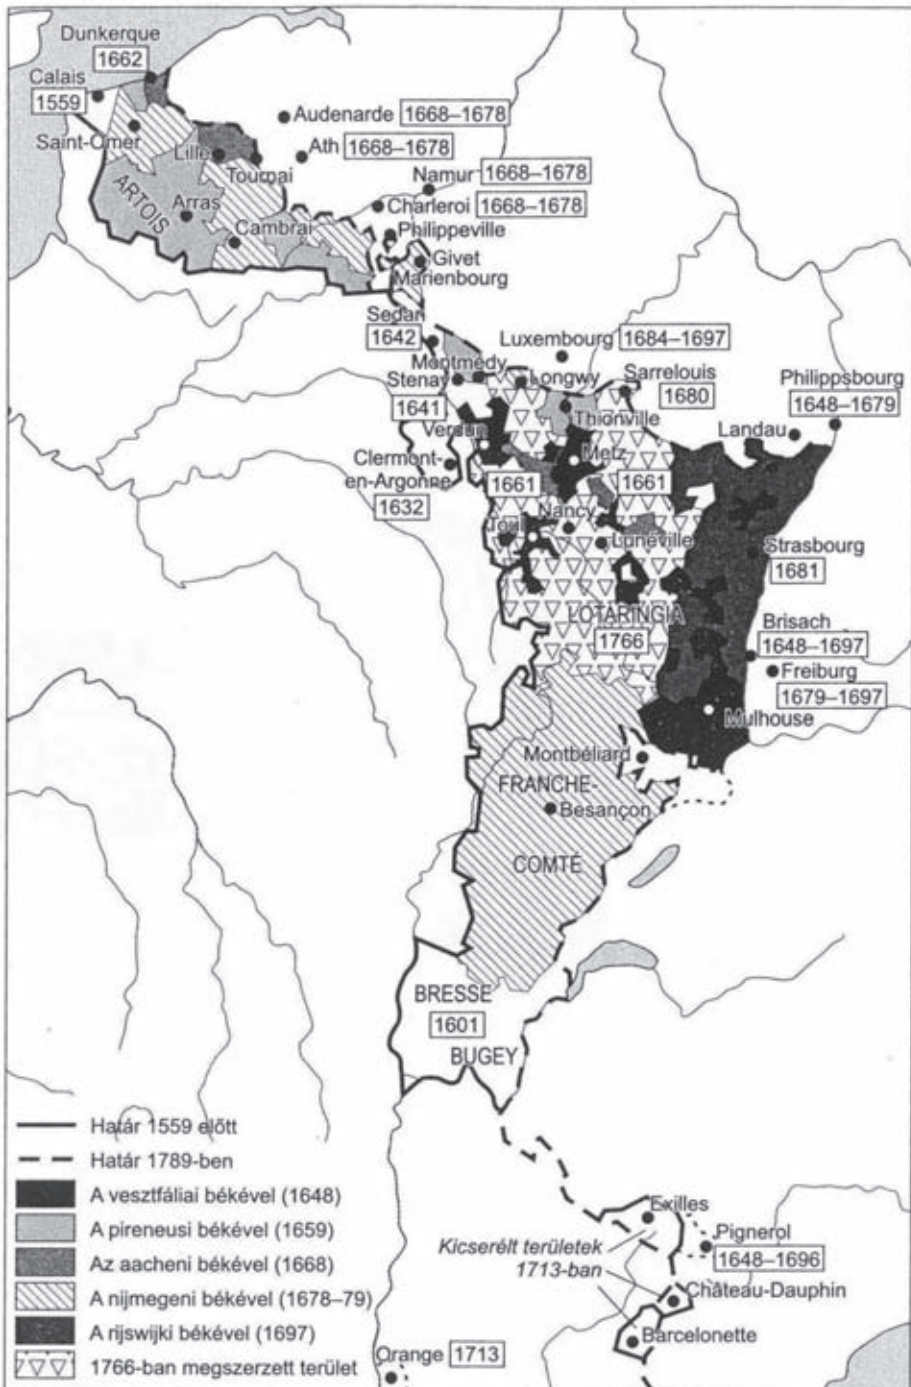 Dunkerque
1662
Calais
1559
Audenarde 1668–1678
Saint-Omer
Lille
Ath 1668–1678
Tournai
Namur 1668–1678
ARTOIS
Arras
Charleroi 1668–1678
Cambrai
Philippeville
Givet
Marienbourg
Sedan
1642
Luxembourg 1684–1697
Montmédy
Stenay
1641
Longwy
Sarrelouis
1680
Philippsbourg
1648–1679
Thionville
Landau
Verdun
Metz
Clermont-
en-Argonne
1632
1661
1661
Nancy
Toul
Lunéville
Strasbourg
1681
LOTARINGIA
1766
Brisach
1648–1697
Freiburg
1679–1697
Mulhouse
Montbéliard
FRANCHE-
Besançon
COMTÉ
BRESSE
1601
BUGEY
Határ 1559 előtt
Határ 1789-ben
A vesztfáliai békével (1648)
A pireneusi békével (1659)
Az aacheni békével (1668)
A nijmegeni békével (1678–79)
A rijswijki békével (1697)
1766-ban megszerzett terület
Exilles
Kicserélt területek
1713-ban
Pignerol
1648–1696
Château-Dauphin
Barcelonette
Orange 1713